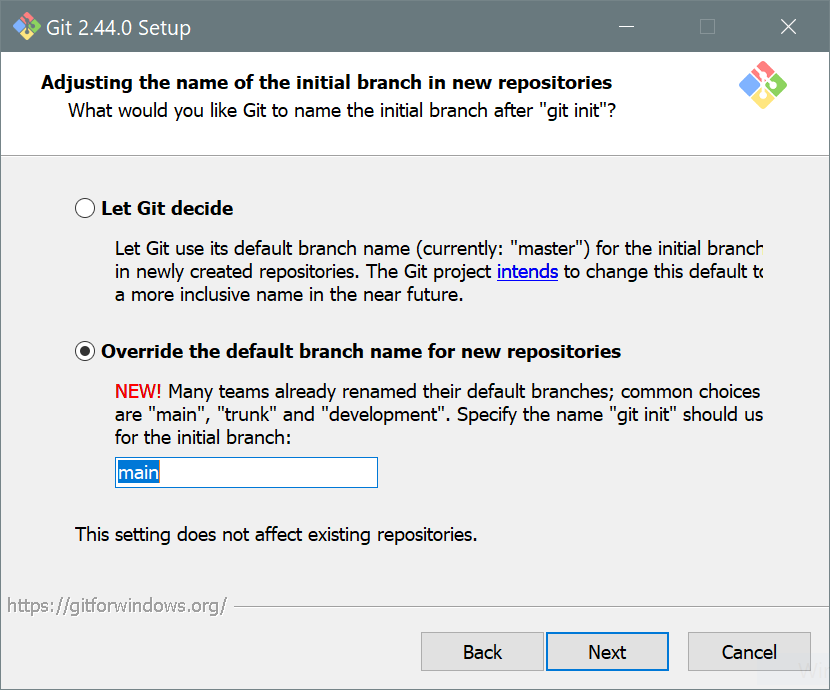 Git 2.44.0 Setup
Adjusting the name of the initial branch in new repositories
What would you like Git to name the initial branch after "git init"?
Let Git decide
Let Git use its default branch name (currently: "master") for the initial branch
in newly created repositories. The Git project intends to change this default to
a more inclusive name in the near future.
Override the default branch name for new repositories
NEW! Many teams already renamed their default branches; common choices
are "main", "trunk" and "development". Specify the name "git init" should us
for the initial branch:
main
This setting does not affect existing repositories.
https://gitforwindows.org/
Back Next Cancel